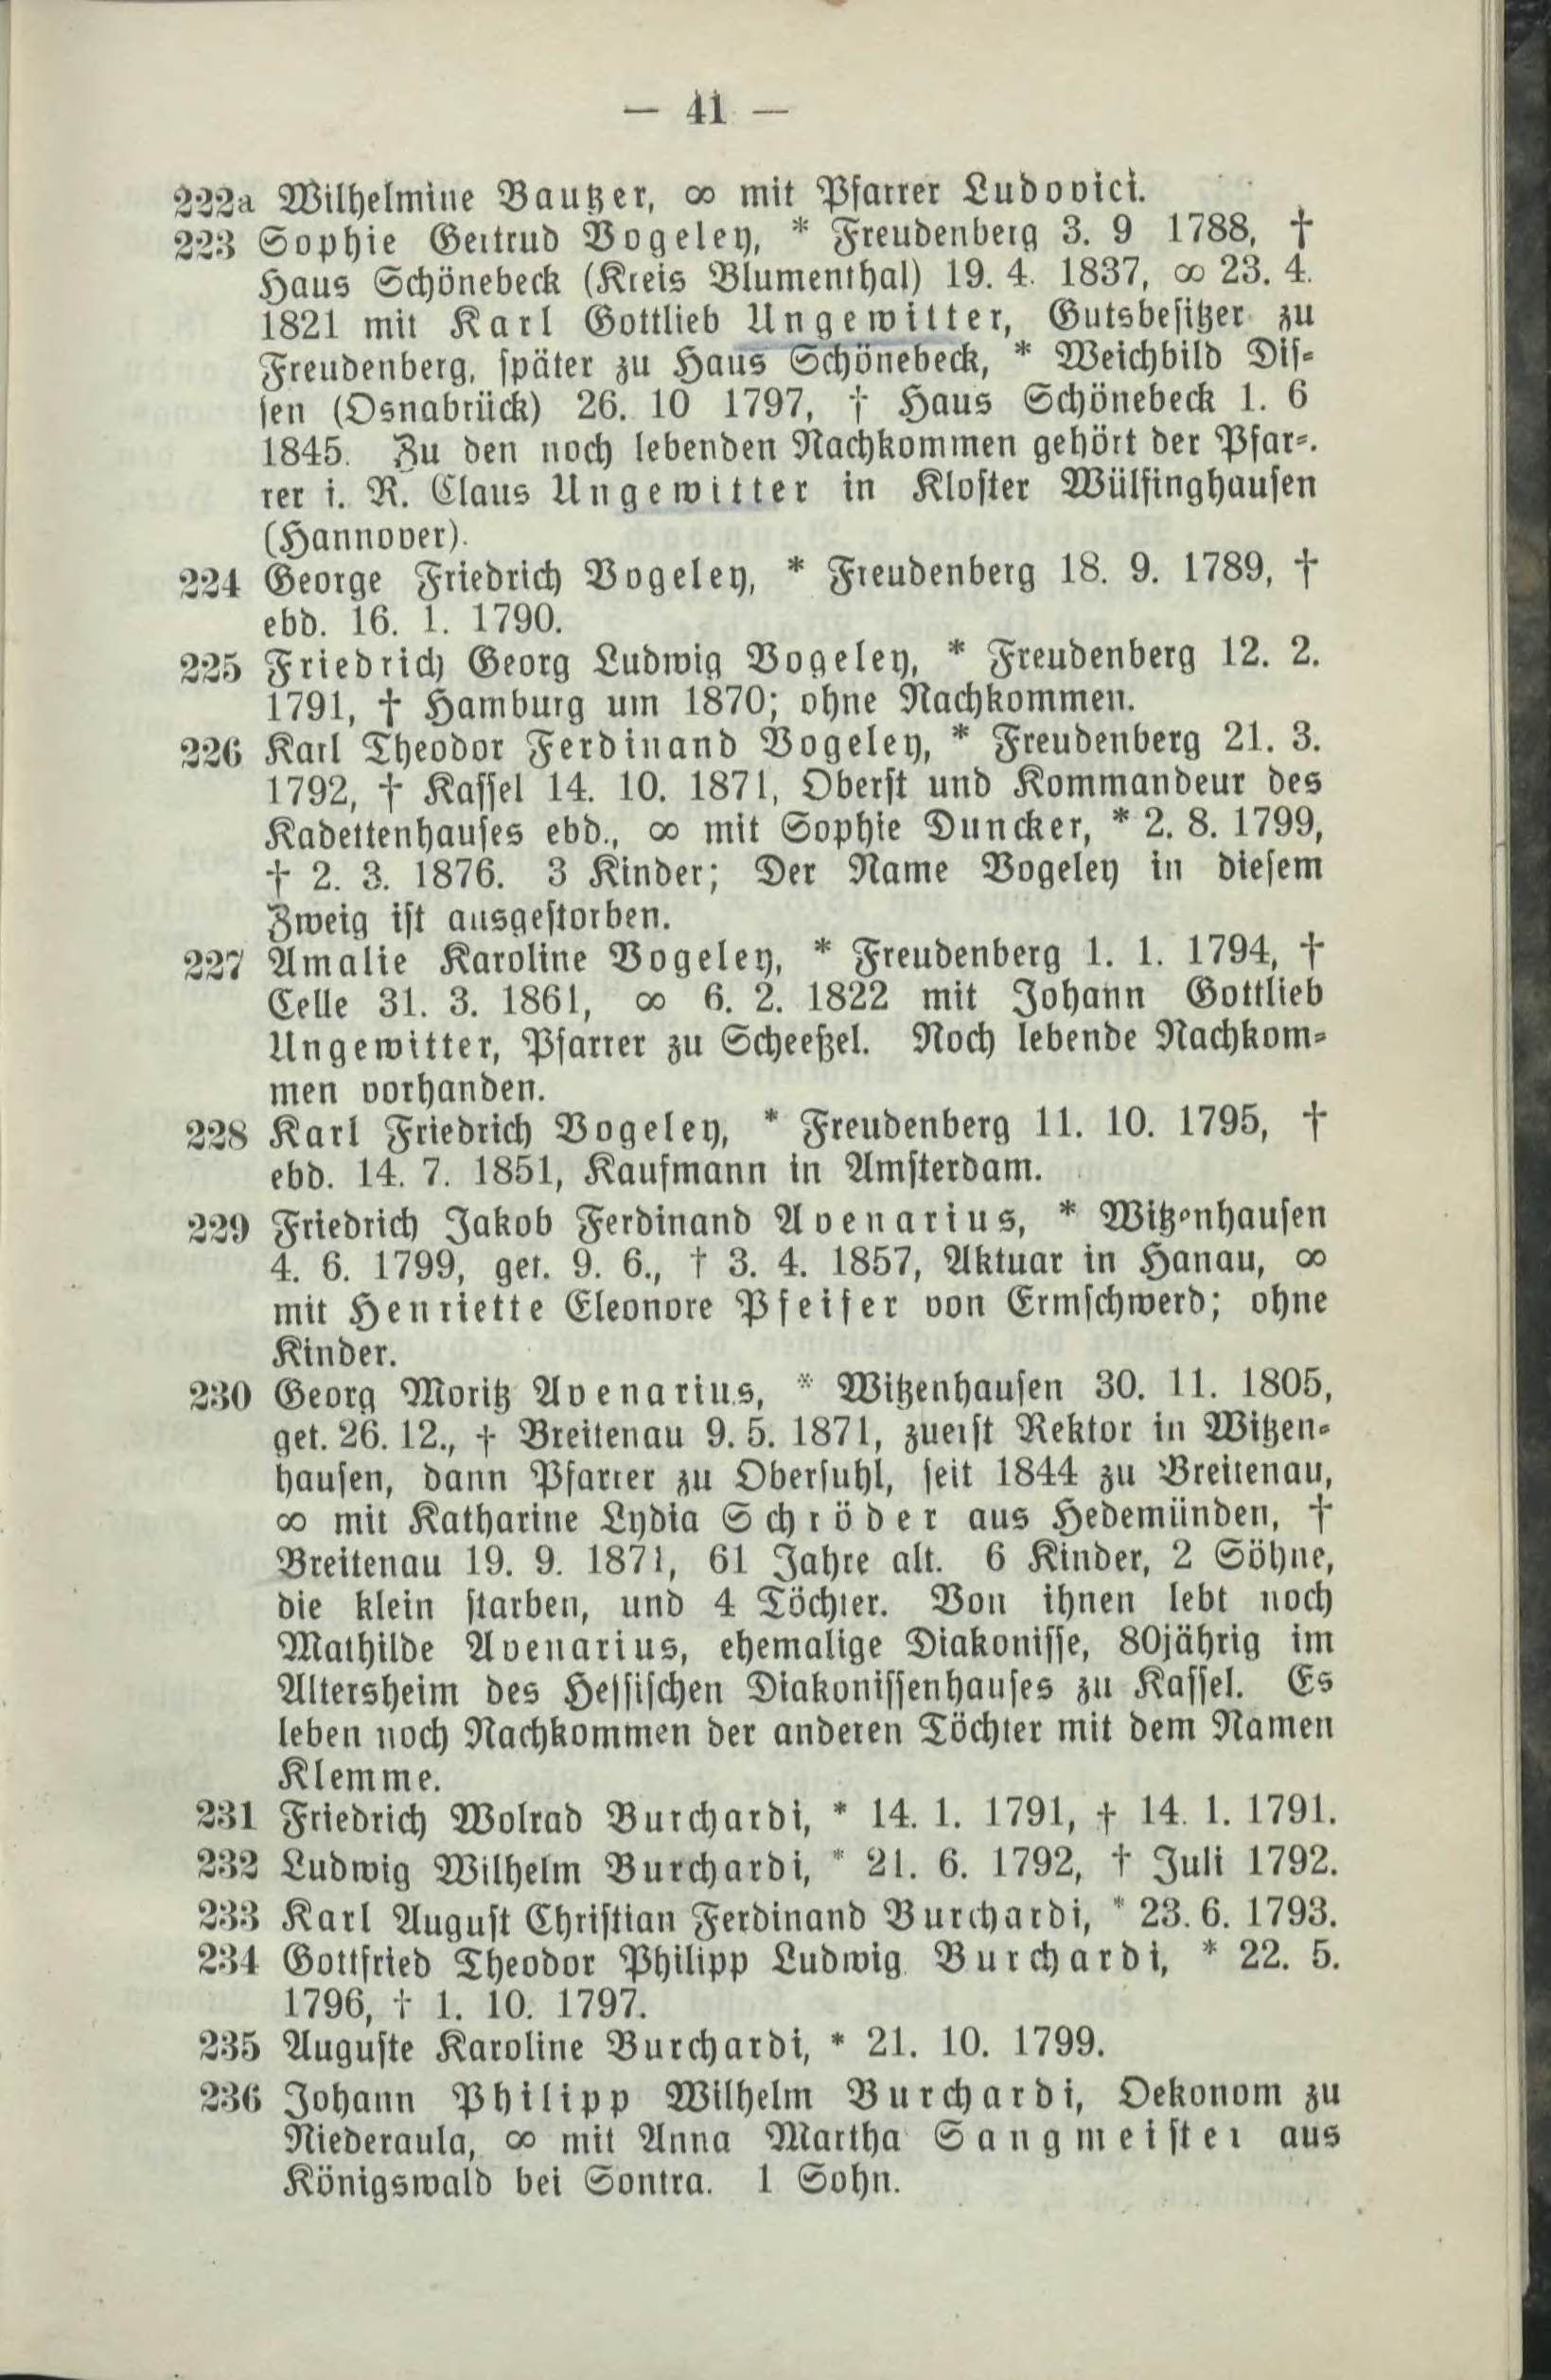 — 41 —
222a Wilhelmine Bautzer, ∞ mit Pfarrer Ludovici.
223 Sophie Gertrud Vogeley, * Freudenberg 3. 9 1788, †
Haus Schönebeck (Kreis Blumenthal) 19. 4. 1837, ∞ 23. 4.
1821 mit Karl Gottlieb Ungewitter, Gutsbesitzer zu
Freudenberg, später zu Haus Schönebeck, * Weichbild Dis-
sen (Osnabrück) 26. 10 1797, † Haus Schönebeck 1. 6
1845. Zu den noch lebenden Nachkommen gehört der Pfar-
rer i. R. Claus Ungewitter in Kloster Wülfinghausen
(Hannover).
224 George Friedrich Vogeley, * Freudenberg 18. 9. 1789, †
ebd. 16. 1. 1790.
225 Friedrich Georg Ludwig Vogeley, * Freudenberg 12. 2.
1791, † Hamburg um 1870; ohne Nachkommen.
226 Karl Theodor Ferdinand Vogeley, * Freudenberg 21. 3.
1792, † Kassel 14. 10. 1871, Oberst und Kommandeur des
Kadettenhauses ebd., ∞ mit Sophie Duncker, * 2. 8. 1799,
† 2. 3. 1876. 3 Kinder; Der Name Vogeley in diesem
Zweig ist ausgestorben.
227 Amalie Karoline Vogeley, * Freudenberg 1. 1. 1794, †
Celle 31. 3. 1861, ∞ 6. 2. 1822 mit Johann Gottlieb
Ungewitter, Pfarrer zu Scheeßel. Noch lebende Nachkom-
men vorhanden.
228 Karl Friedrich Vogeley, * Freudenberg 11. 10. 1795, †
ebd. 14. 7. 1851, Kaufmann in Amsterdam.
229 Friedrich Jakob Ferdinand Avenarius, * Witzenhausen
4. 6. 1799, get. 9. 6., † 3. 4. 1857, Aktuar in Hanau, ∞
mit Henriette Eleonore Pfeifer von Ermschwerd; ohne
Kinder.
230 Georg Moritz Avenarius, * Witzenhausen 30. 11. 1805,
get. 26. 12., † Breitenau 9. 5. 1871, zuerst Rektor in Witzen-
hausen, dann Pfarrer zu Obersuhl, seit 1844 zu Breitenau,
∞ mit Katharine Lydia Schröder aus Hedemünden, †
Breitenau 19. 9. 1871, 61 Jahre alt. 6 Kinder, 2 Söhne,
die klein starben, und 4 Töchter. Von ihnen lebt noch
Mathilde Avenarius, ehemalige Diakonisse, 80jährig im
Altersheim des Hessischen Diakonissenhauses zu Kassel. Es
leben noch Nachkommen der anderen Töchter mit dem Namen
Klemme.
231 Friedrich Wolrad Burchardi, * 14. 1. 1791, † 14. 1. 1791.
232 Ludwig Wilhelm Burchardi, * 21. 6. 1792, † Juli 1792.
233 Karl August Christian Ferdinand Burchardi, * 23. 6. 1793.
234 Gottfried Theodor Philipp Ludwig Burchardi, * 22. 5.
1796, † 1. 10. 1797.
235 Auguste Karoline Burchardi, * 21. 10. 1799.
236 Johann Philipp Wilhelm Burchardi, Oekonom zu
Niederaula, ∞ mit Anna Martha Sangmeister aus
Königswald bei Sontra. 1 Sohn.